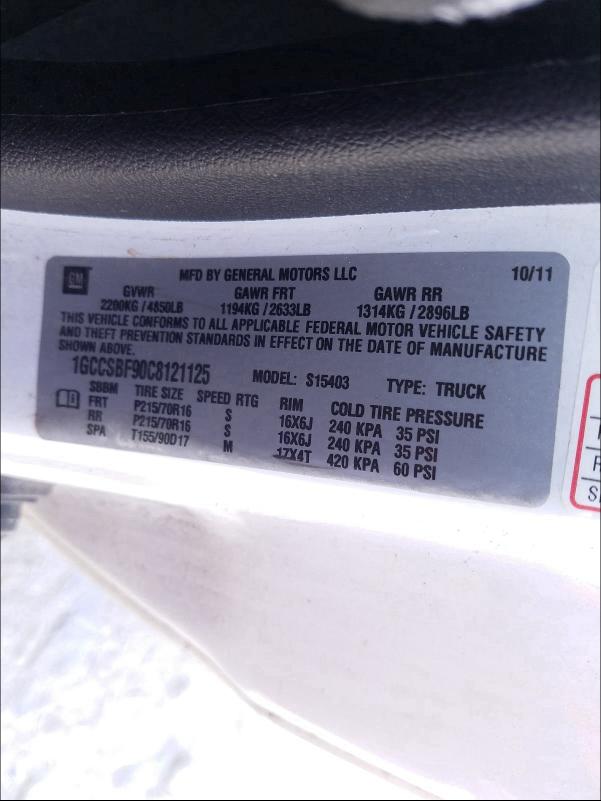 GM
MFD BY GENERAL MOTORS LLC 10/11
GVWR GAWR FRT GAWR RR
2200KG / 4850LB 1194KG / 2633LB 1314KG / 2896LB
THIS VEHICLE CONFORMS TO ALL APPLICABLE FEDERAL MOTOR VEHICLE SAFETY
AND THEFT PREVENTION STANDARDS IN EFFECT ON THE DATE OF MANUFACTURE
SHOWN ABOVE.
1GCCSBF90C8121125 MODEL: S15403 TYPE: TRUCK
SBBM TIRE SIZE SPEED RTG RIM COLD TIRE PRESSURE
FRT P215/70R16 S 16X6J 240 KPA 35 PSI
RR P215/70R16 S 16X6J 240 KPA 35 PSI
SPA T155/90D17 M 17X4T 420 KPA 60 PSI